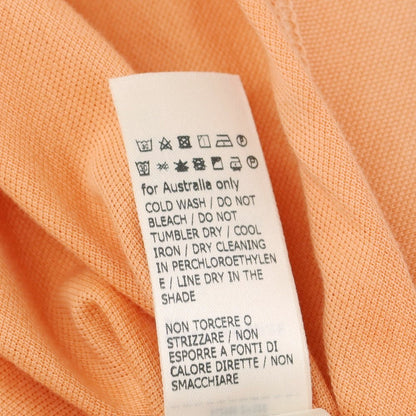 for Australia only
COLD WASH / DO NOT
BLEACH / DO NOT
TUMBLER DRY / COOL
IRON / DRY CLEANING
IN PERCHLOROETHYLEN
E / LINE DRY IN THE
SHADE
NON TORCERE O
STRIZZARE / NON
ESPORRE A FONTI DI
CALORE DIRETTE / NON
SMACCHIARE